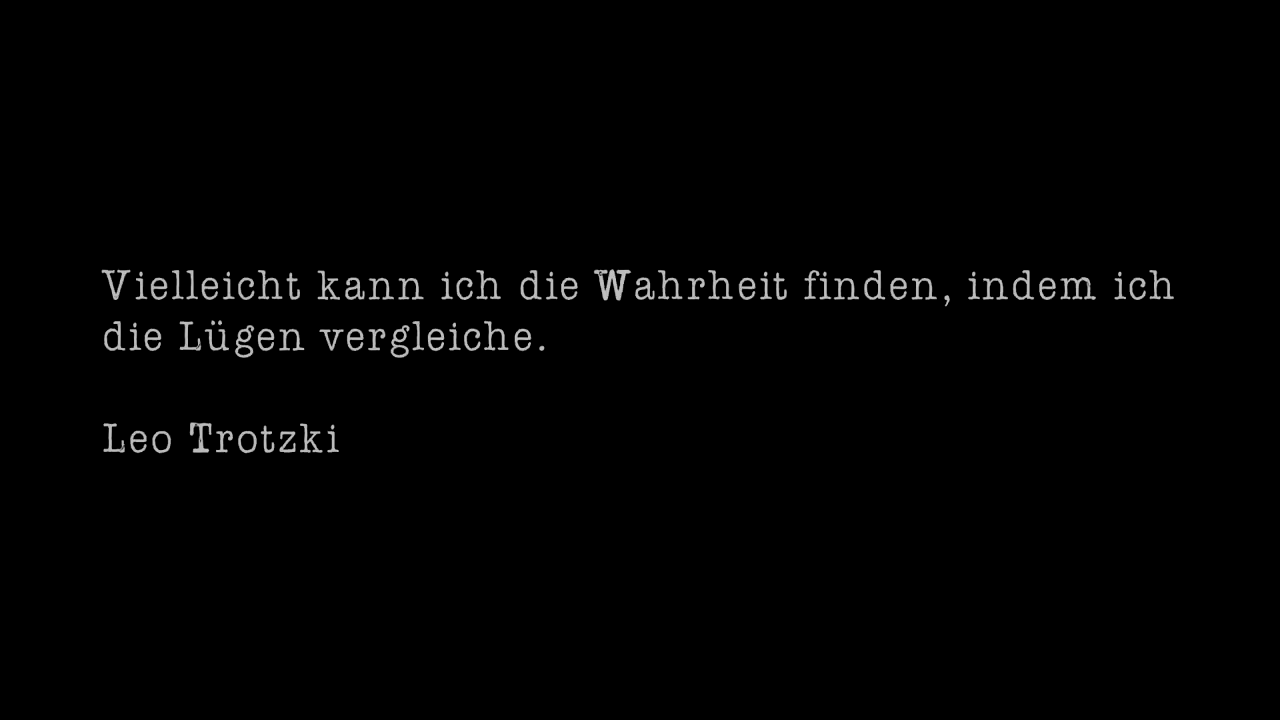 Vielleicht kann ich die Wahrheit finden, indem ich
die Lügen vergleiche.
Leo Trotzki